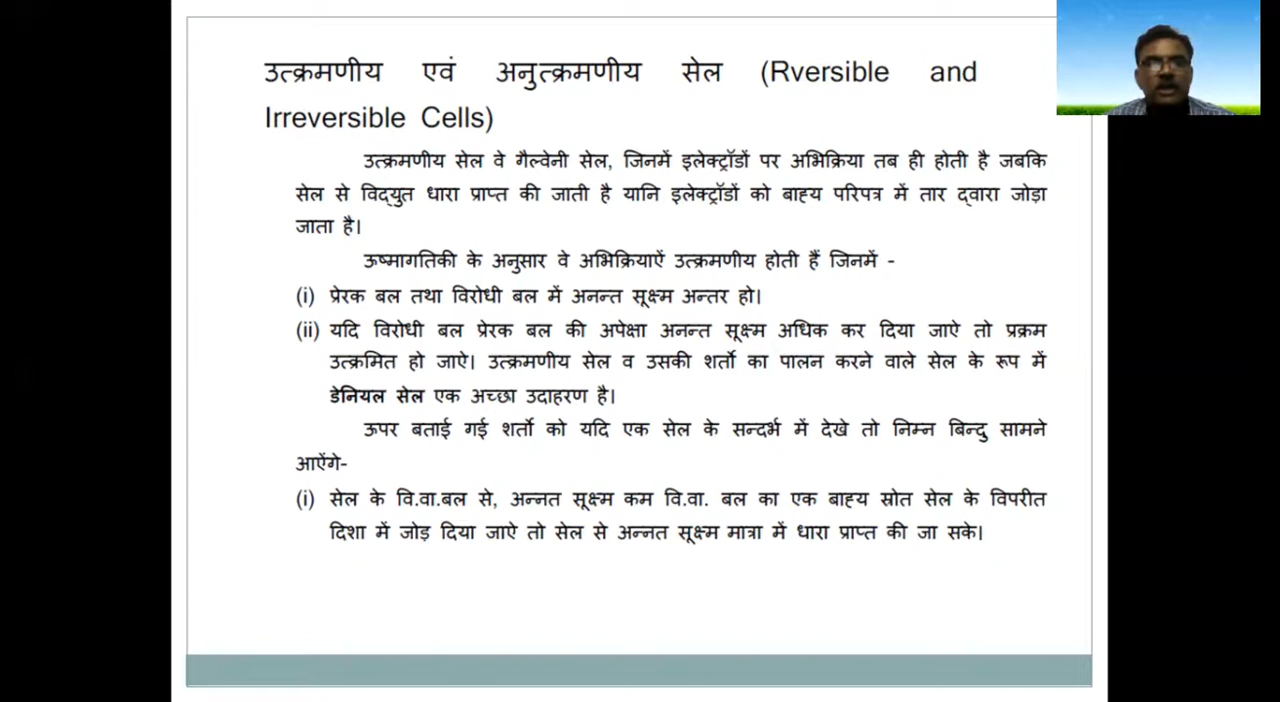 उत्क्रमणीय एवं अनुत्क्रमणीय सेल (Rversible and
Irreversible Cells)
उत्क्रमणीय सेल वे गैल्वेनी सेल, जिनमें इलेक्ट्रॉडों पर अभिक्रिया तब ही होती है जबकि
सेल से विद्युत धारा प्राप्त की जाती है यानि इलेक्ट्रॉडों को बाह्य परिपत्र में तार द्वारा जोड़ा
जाता है।
ऊष्मागतिकी के अनुसार वे अभिक्रियाऐं उत्क्रमणीय होती हैं जिनमें -
(i) प्रेरक बल तथा विरोधी बल में अनन्त सूक्ष्म अन्तर हो।
(ii) यदि विरोधी बल प्रेरक बल की अपेक्षा अनन्त सूक्ष्म अधिक कर दिया जाऐ तो प्रक्रम
उत्क्रमित हो जाऐ। उत्क्रमणीय सेल व उसकी शर्तो का पालन करने वाले सेल के रूप में
डेनियल सेल एक अच्छा उदाहरण है।
ऊपर बताई गई शर्तो को यदि एक सेल के सन्दर्भ में देखे तो निम्न बिन्दु सामने
आऐंगे-
(i) सेल के वि.वा.बल से, अन्नत सूक्ष्म कम वि.वा. बल का एक बाह्य स्रोत सेल के विपरीत
दिशा में जोड़ दिया जाऐ तो सेल से अन्नत सूक्ष्म मात्रा में धारा प्राप्त की जा सके।